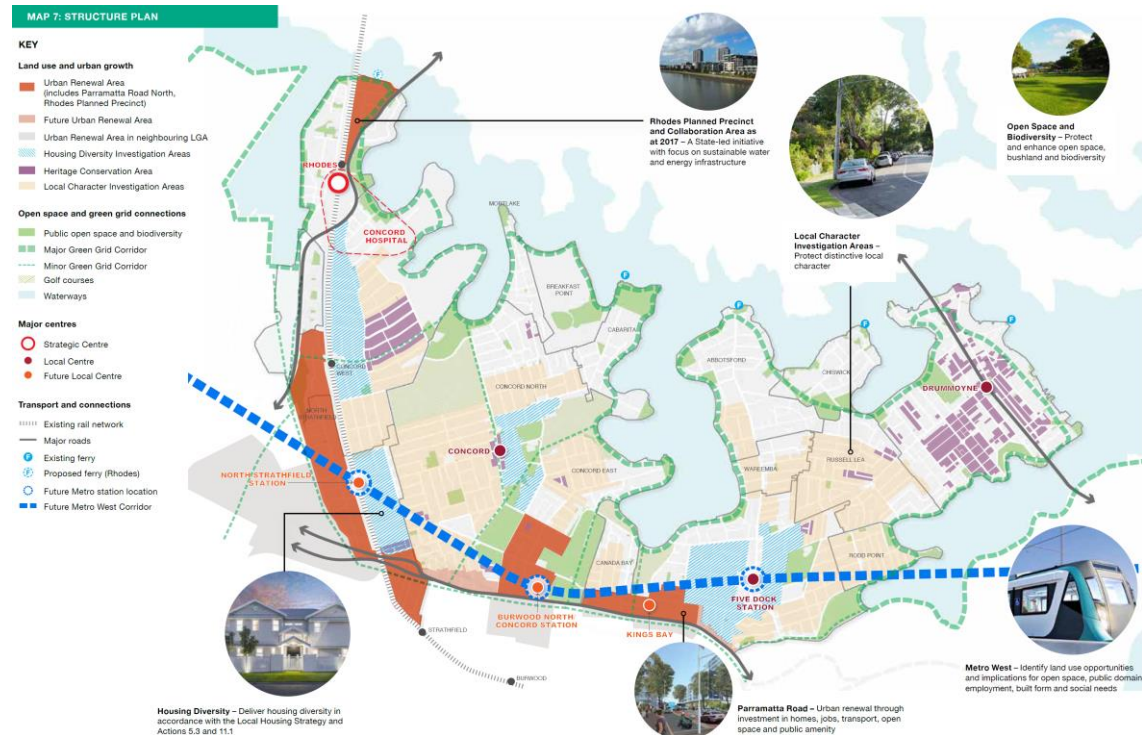 MAP 7: STRUCTURE PLAN
KEY
Land use and urban growth
Urban Renewal Area
(includes Parramatta Road North,
Rhodes Planned Precinct)
Future Urban Renewal Area
Urban Renewal Area in neighbouring LGA
Housing Diversity Investigation Areas
Heritage Conservation Area
Local Character Investigation Areas
Open space and green grid connections
Public open space and biodiversity
Major Green Grid Corridor
Minor Green Grid Corridor
Golf courses
Waterways
Major centres
Strategic Centre
Local Centre
Future Local Centre
Transport and connections
Existing rail network
Major roads
F
Existing ferry
F
Proposed ferry (Rhodes)
Future Metro station location
Future Metro West Corridor
F
RHODES
CONCORD
HOSPITAL
MORTLAKE
BREAKFAST
POINT
F
CABARITA
CONCORD
WEST
CONCORD NORTH
NORTH
STRATHFIELD
CONCORD
CONCORD EAST
NORTH STRATHFIELD
STATION
F
ABBOTSFORD
F
CHISWICK
F
DRUMMOYNE
WAREEMBA
RUSSELL LEA
RODD POINT
CANADA BAY
FIVE DOCK
STATION
BURWOOD NORTH
CONCORD STATION
KINGS BAY
STRATHFIELD
BURWOOD
Rhodes Planned Precinct
and Collaboration Area as
at 2017 – A State-led initiative
with focus on sustainable water
and energy infrastructure
Open Space and
Biodiversity – Protect
and enhance open space,
bushland and biodiversity
Local Character
Investigation Areas –
Protect distinctive local
character
Metro West – Identify land use opportunities
and implications for open space, public domain
employment, built form and social needs
Parramatta Road – Urban renewal through
investment in homes, jobs, transport, open
space and public amenity
Housing Diversity – Deliver housing diversity in
accordance with the Local Housing Strategy and
Actions 5.3 and 11.1